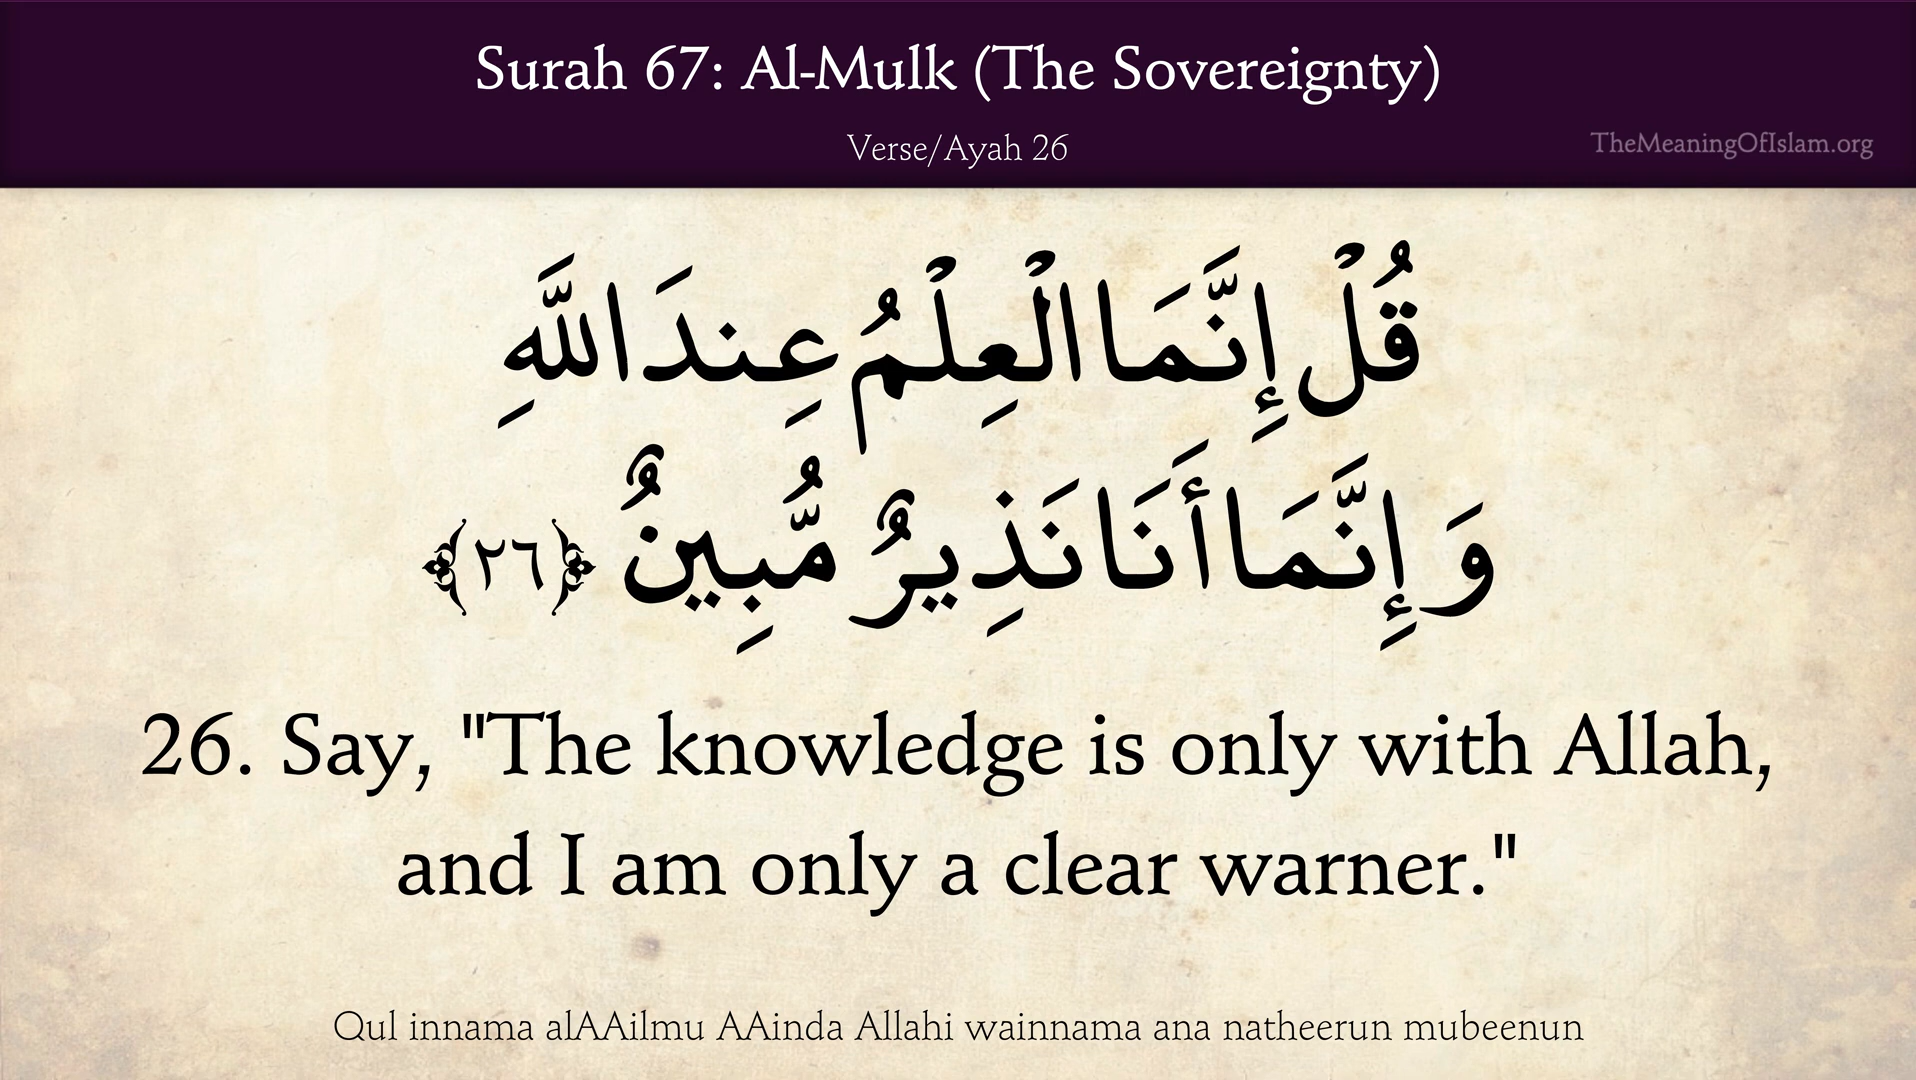 Surah 67: Al-Mulk (The Sovereignty)
Verse/Ayah 26
TheMeaningOfIslam.org
قُلْ إِنَّمَا الْعِلْمُ عِندَ اللَّهِ
وَإِنَّمَا أَنَا نَذِيرٌ مُّبِينٌ ﴿٢٦﴾
26. Say, "The knowledge is only with Allah,
and I am only a clear warner."
Qul innama alAAilmu AAinda Allahi wainnama ana natheerun mubeenun